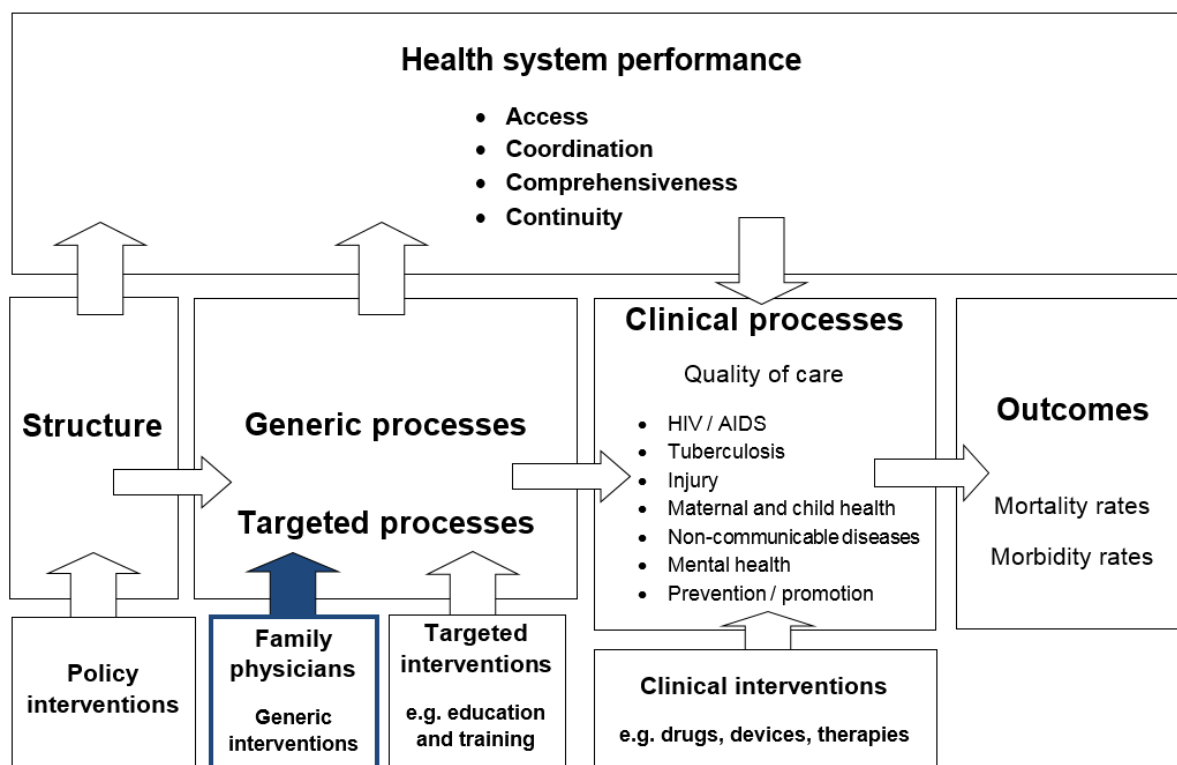 Health system performance
• Access
• Coordination
• Comprehensiveness
• Continuity
Structure
Generic processes
Targeted processes
Clinical processes
Quality of care
• HIV / AIDS
• Tuberculosis
• Injury
• Maternal and child health
• Non-communicable diseases
• Mental health
• Prevention / promotion
Outcomes
Mortality rates
Morbidity rates
Policy
interventions
Family
physicians
Generic
interventions
Targeted
interventions
e.g. education
and training
Clinical interventions
e.g. drugs, devices, therapies